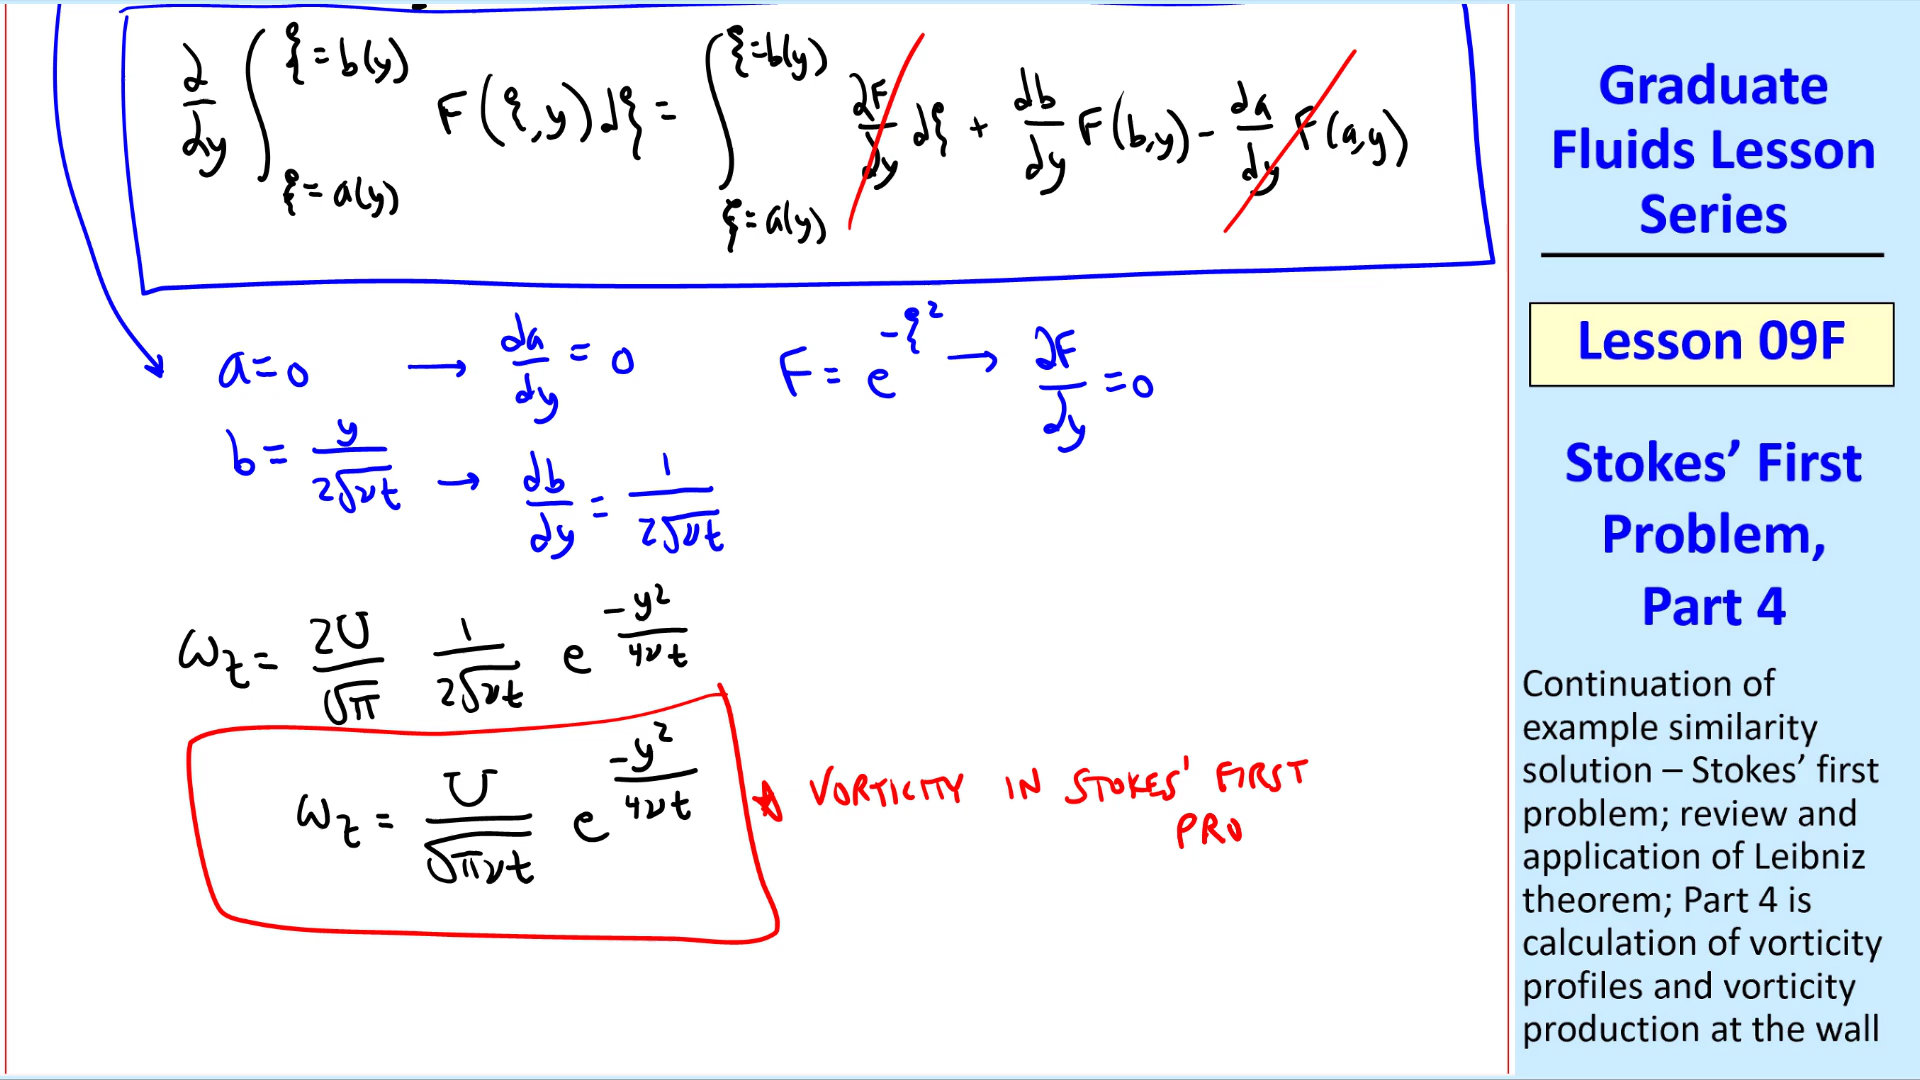 ∂/∂y ∫_{ξ=a(y)}^{ξ=b(y)} F(ξ,y)dξ = ∫_{ξ=a(y)}^{ξ=b(y)} ∂F/∂y dξ + db/dy F(b,y) - da/dy F(a,y)
a=0 → da/dy = 0 F = e^{-ξ²} → ∂F/∂y = 0
b = y/(2√νt) → db/dy = 1/(2√νt)
ω_z = 2U/√π 1/(2√νt) e^{-y²/4νt}
ω_z = U/√πνt e^{-y²/4νt}
VORTICITY IN STOKES' FIRST
PRO
Graduate
Fluids Lesson
Series
Lesson 09F
Stokes’ First
Problem,
Part 4
Continuation of
example similarity
solution – Stokes’ first
problem; review and
application of Leibniz
theorem; Part 4 is
calculation of vorticity
profiles and vorticity
production at the wall